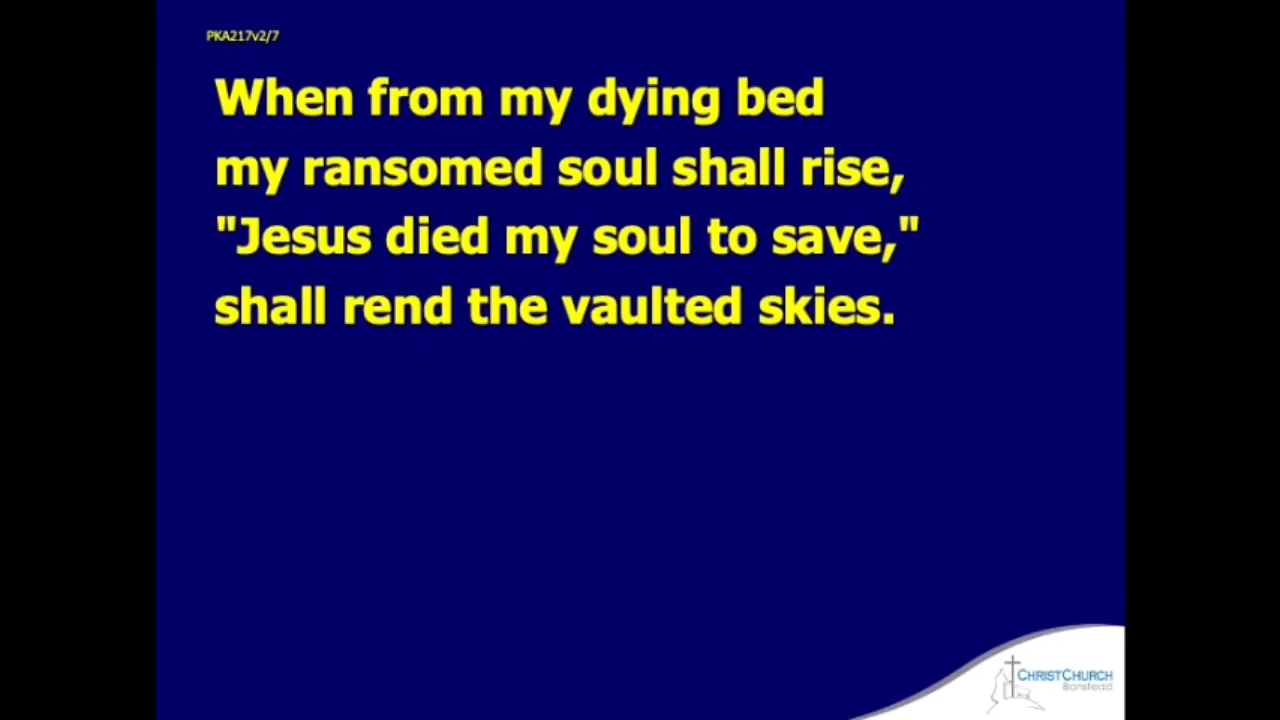 PKA217v2/7
When from my dying bed
my ransomed soul shall rise,
"Jesus died my soul to save,"
shall rend the vaulted skies.
CHRISTCHURCH
Banstead